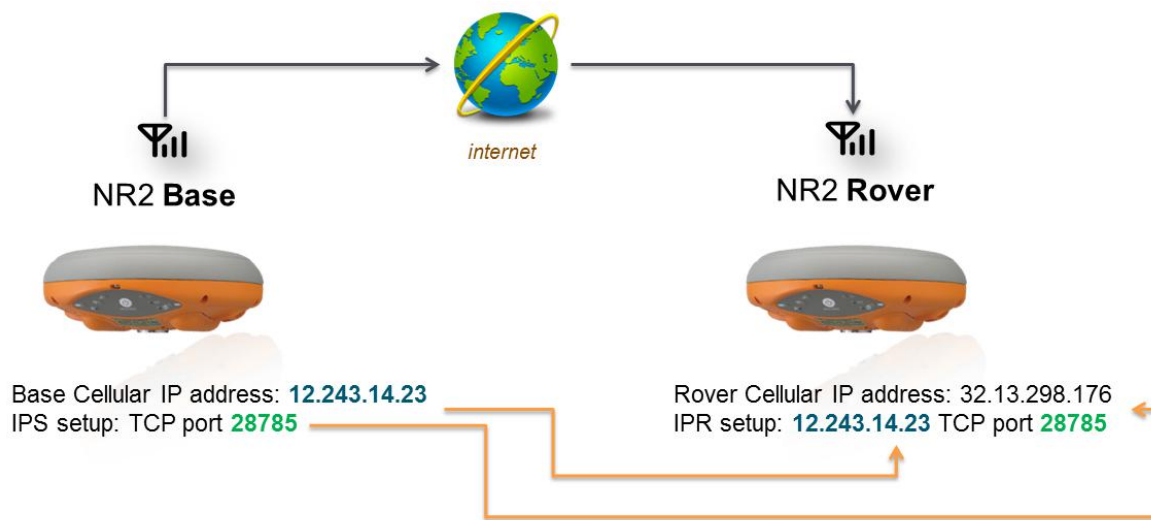 internet
NR2 Base
NR2 Rover
Base Cellular IP address: 12.243.14.23
IPS setup: TCP port 28785
Rover Cellular IP address: 32.13.298.176
IPR setup: 12.243.14.23 TCP port 28785